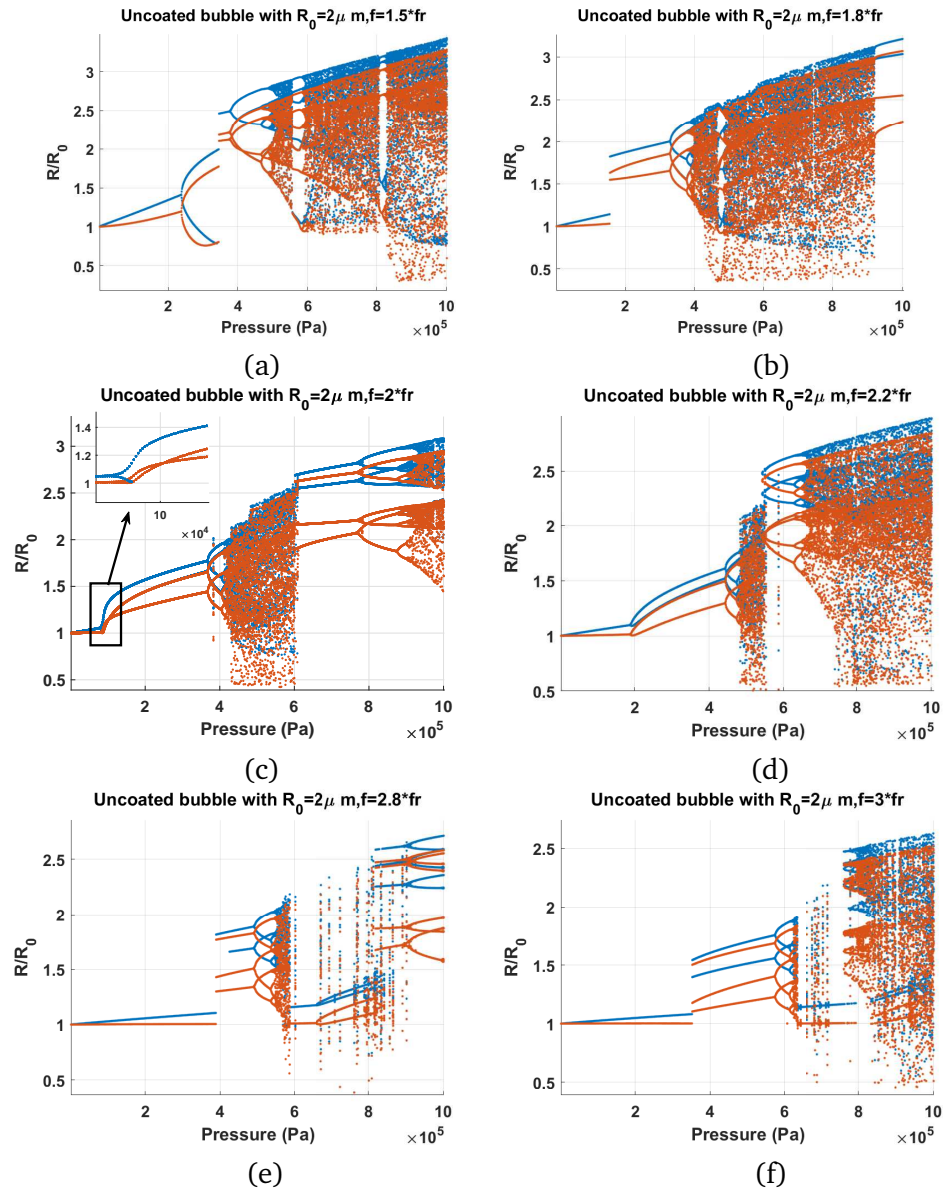 Uncoated bubble with R0=2μ m,f=1.5*fr
R/R0
3
2.5
2
1.5
1
0.5
2 4 6 8 10
Pressure (Pa) ×10^5
(a)
Uncoated bubble with R0=2μ m,f=1.8*fr
R/R0
3
2.5
2
1.5
1
0.5
2 4 6 8 10
Pressure (Pa) ×10^5
(b)
Uncoated bubble with R0=2μ m,f=2*fr
R/R0
3
2.5
2
1.5
1
0.5
1.4
1.2
1
10
×10^4
2 4 6 8 10
Pressure (Pa) ×10^5
(c)
Uncoated bubble with R0=2μ m,f=2.2*fr
R/R0
3
2.5
2
1.5
1
0.5
2 4 6 8 10
Pressure (Pa) ×10^5
(d)
Uncoated bubble with R0=2μ m,f=2.8*fr
R/R0
2.5
2
1.5
1
0.5
2 4 6 8 10
Pressure (Pa) ×10^5
(e)
Uncoated bubble with R0=2μ m,f=3*fr
R/R0
2.5
2
1.5
1
0.5
2 4 6 8 10
Pressure (Pa) ×10^5
(f)